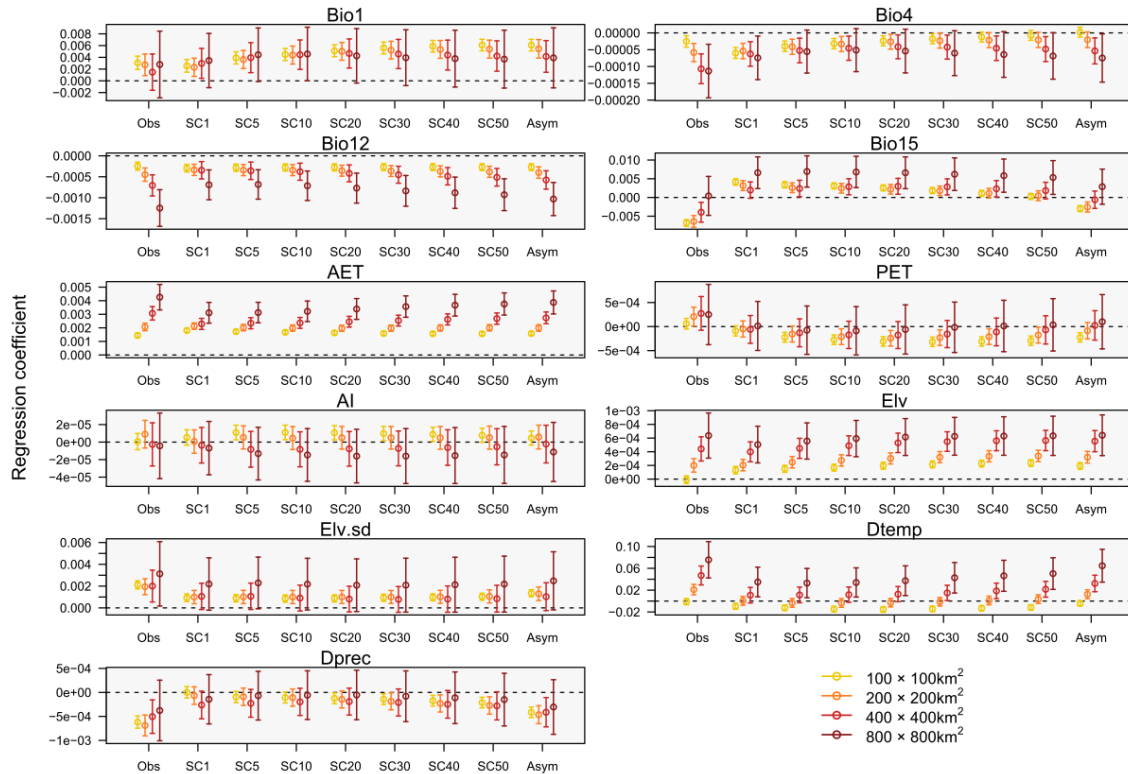 Bio1
0.008
0.006
0.004
0.002
0.000
−0.002
Obs SC1 SC5 SC10 SC20 SC30 SC40 SC50 Asym
Bio4
0.00000
−0.00005
−0.00010
−0.00020
Obs SC1 SC5 SC10 SC20 SC30 SC40 SC50 Asym
Bio12
0.0000
−0.0005
−0.0010
−0.0015
Obs SC1 SC5 SC10 SC20 SC30 SC40 SC50 Asym
Bio15
0.010
0.005
0.000
−0.005
Obs SC1 SC5 SC10 SC20 SC30 SC40 SC50 Asym
Regression coefficient
AET
0.005
0.004
0.003
0.002
0.001
0.000
Obs SC1 SC5 SC10 SC20 SC30 SC40 SC50 Asym
PET
5e−04
0e+00
−5e−04
Obs SC1 SC5 SC10 SC20 SC30 SC40 SC50 Asym
AI
2e−05
0e+00
−2e−05
−4e−05
Obs SC1 SC5 SC10 SC20 SC30 SC40 SC50 Asym
Elv
1e−03
8e−04
6e−04
4e−04
2e−04
0e+00
Obs SC1 SC5 SC10 SC20 SC30 SC40 SC50 Asym
Elv.sd
0.006
0.004
0.002
0.000
Obs SC1 SC5 SC10 SC20 SC30 SC40 SC50 Asym
Dtemp
0.10
0.06
0.02
−0.02
Obs SC1 SC5 SC10 SC20 SC30 SC40 SC50 Asym
Dprec
5e−04
0e+00
−5e−04
−1e−03
Obs SC1 SC5 SC10 SC20 SC30 SC40 SC50 Asym
100 × 100km²
200 × 200km²
400 × 400km²
800 × 800km²